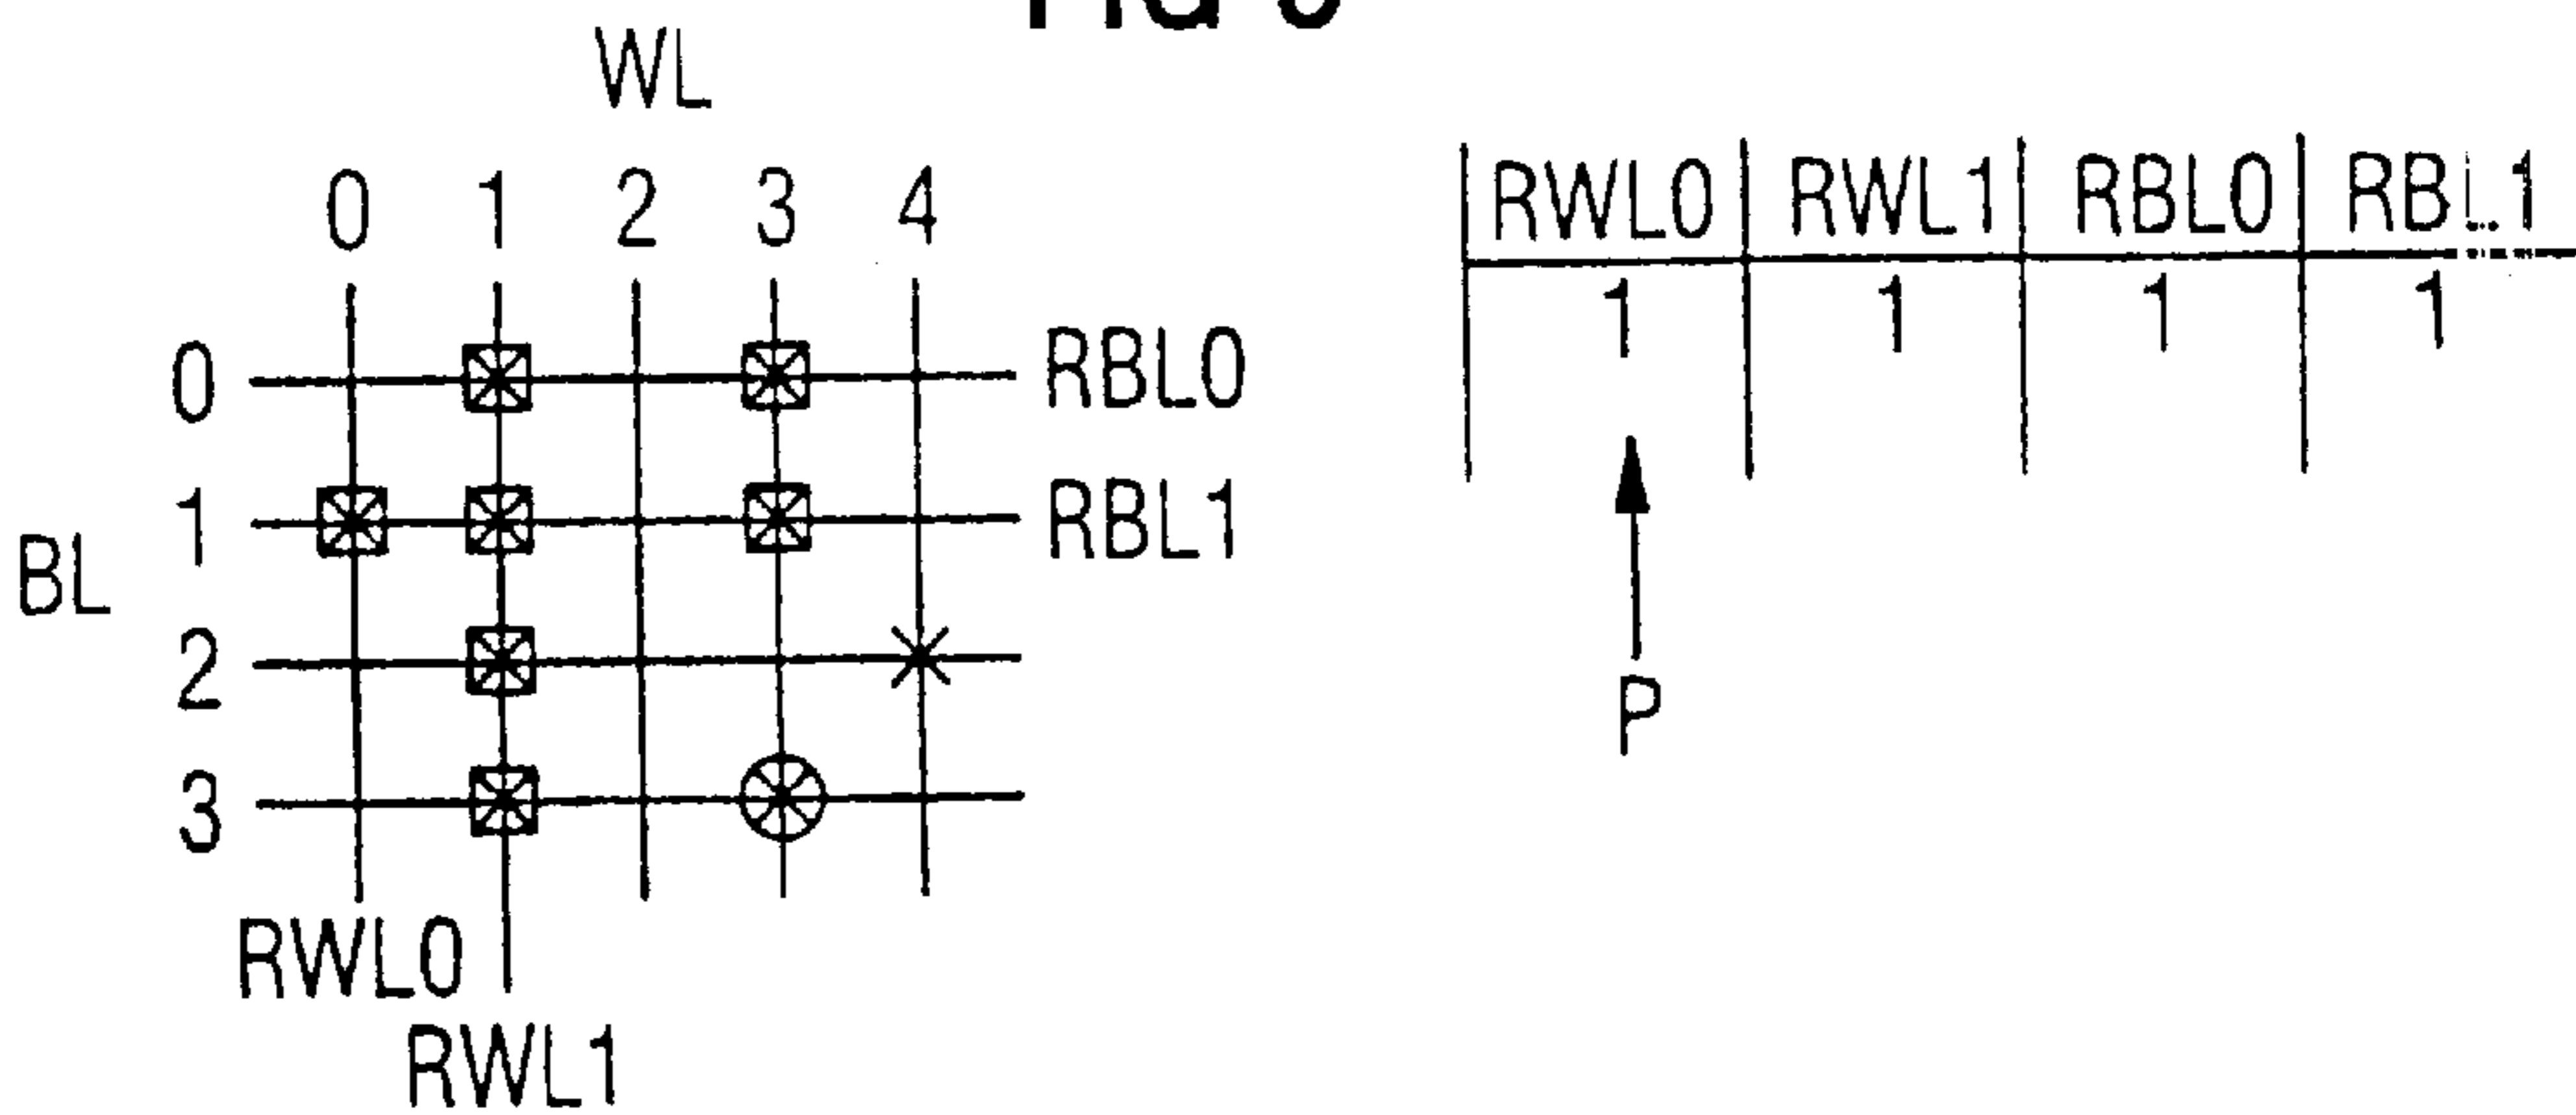 WL
0 1 2 3 4
0 RBL0
1 RBL1
BL
2
3
RWL0
RWL1
RWL0 RWL1 RBL0 RBL1
1 1 1 1
P